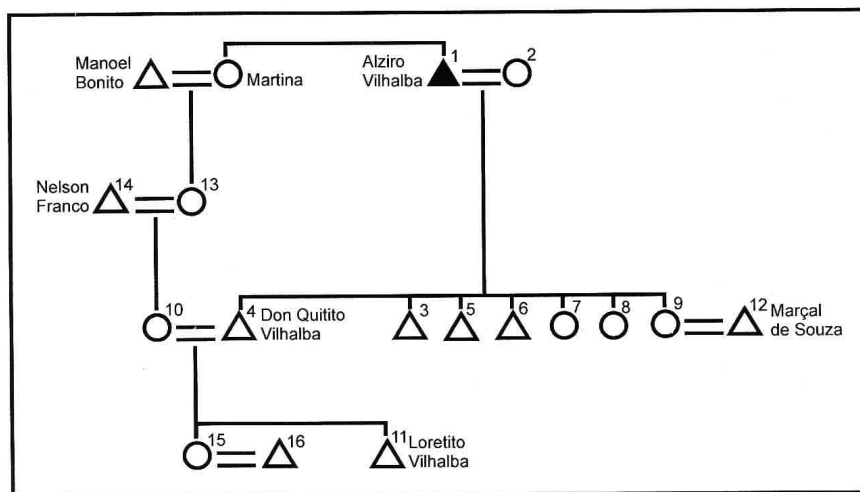 Manoel
Bonito
Martina
Alziro
Vilhalba
1
2
Nelson
Franco
14
13
10
4 Don Quitito
Vilhalba
3
5
6
7
8
9
12 Marçal
de Souza
15
16
11 Loretito
Vilhalba